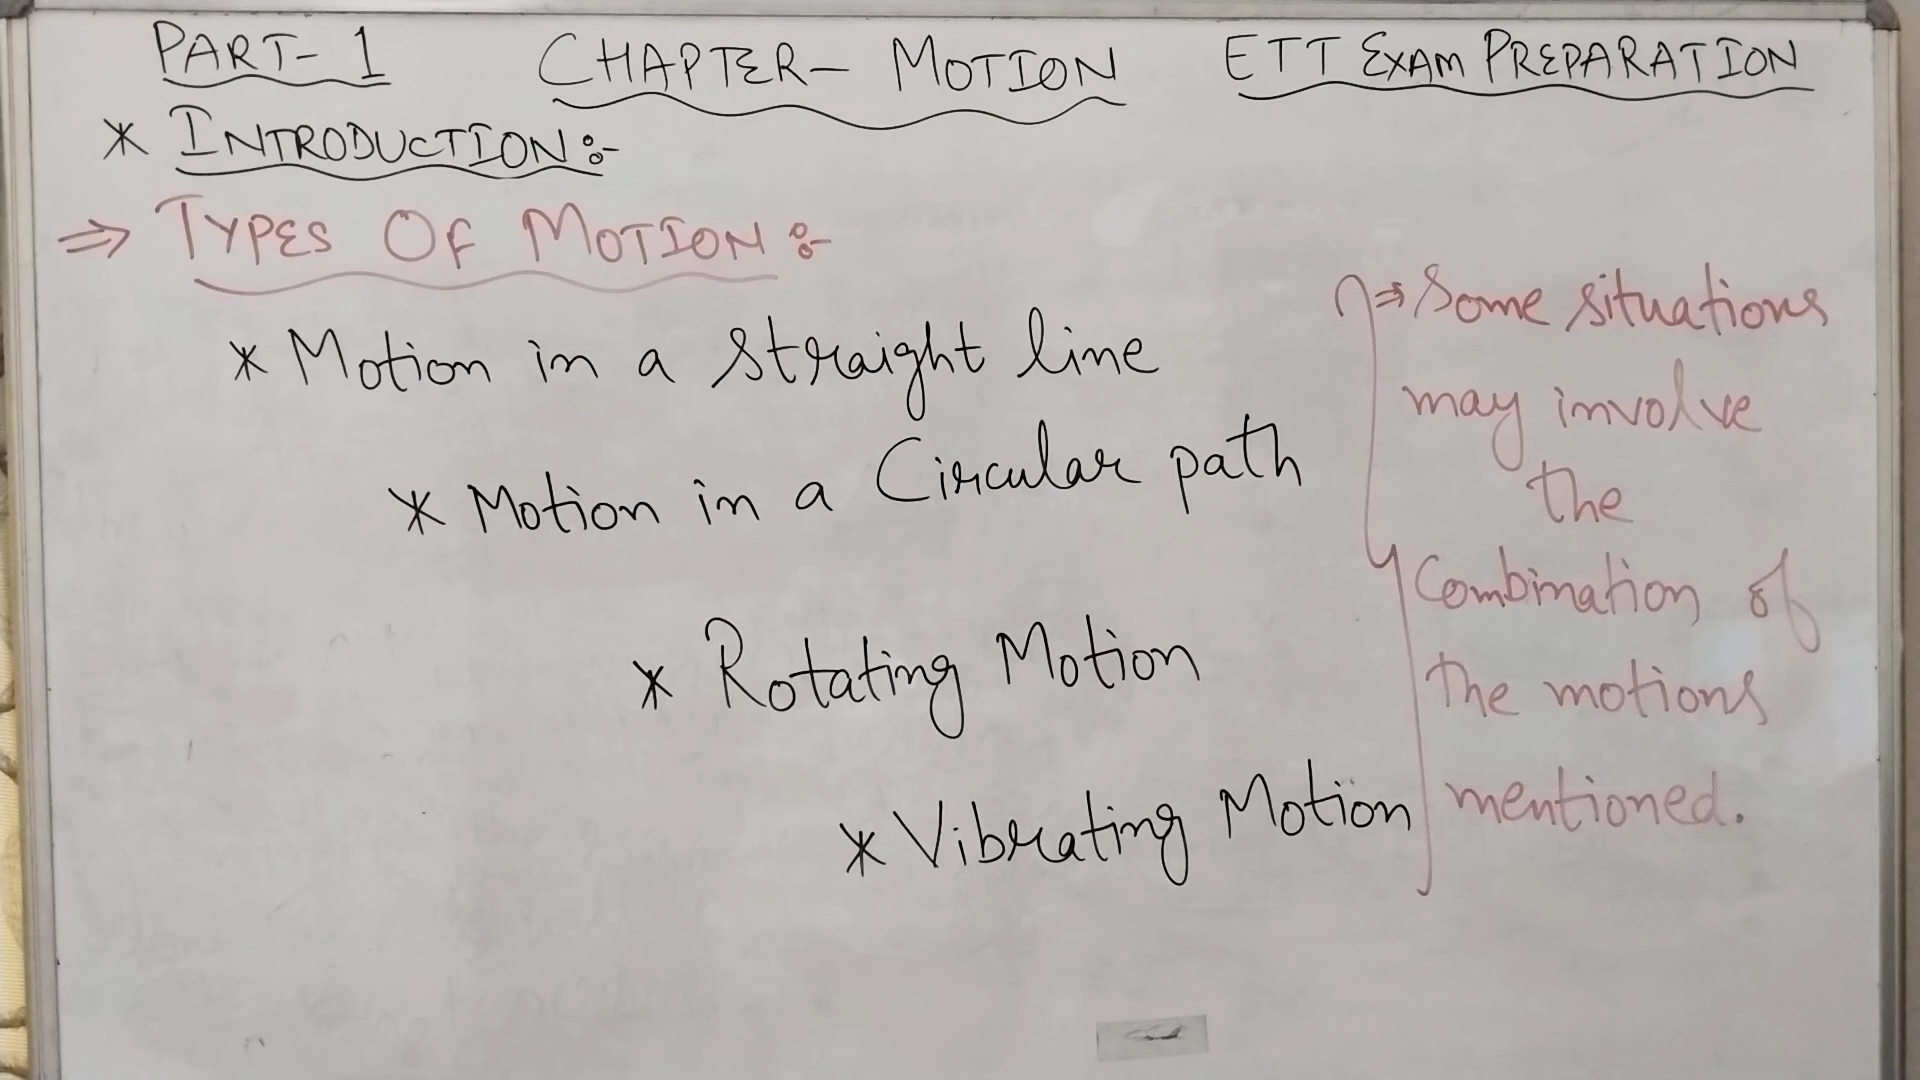 PART-1 CHAPTER- MOTION ETT EXAM PREPARATION
* INTRODUCTION:-
⇒ TYPES OF MOTION:-
* Motion in a straight line
* Motion in a Circular path
* Rotating Motion
* Vibrating Motion
⇒ Some situations
may involve
the
Combination of
the motions
mentioned.